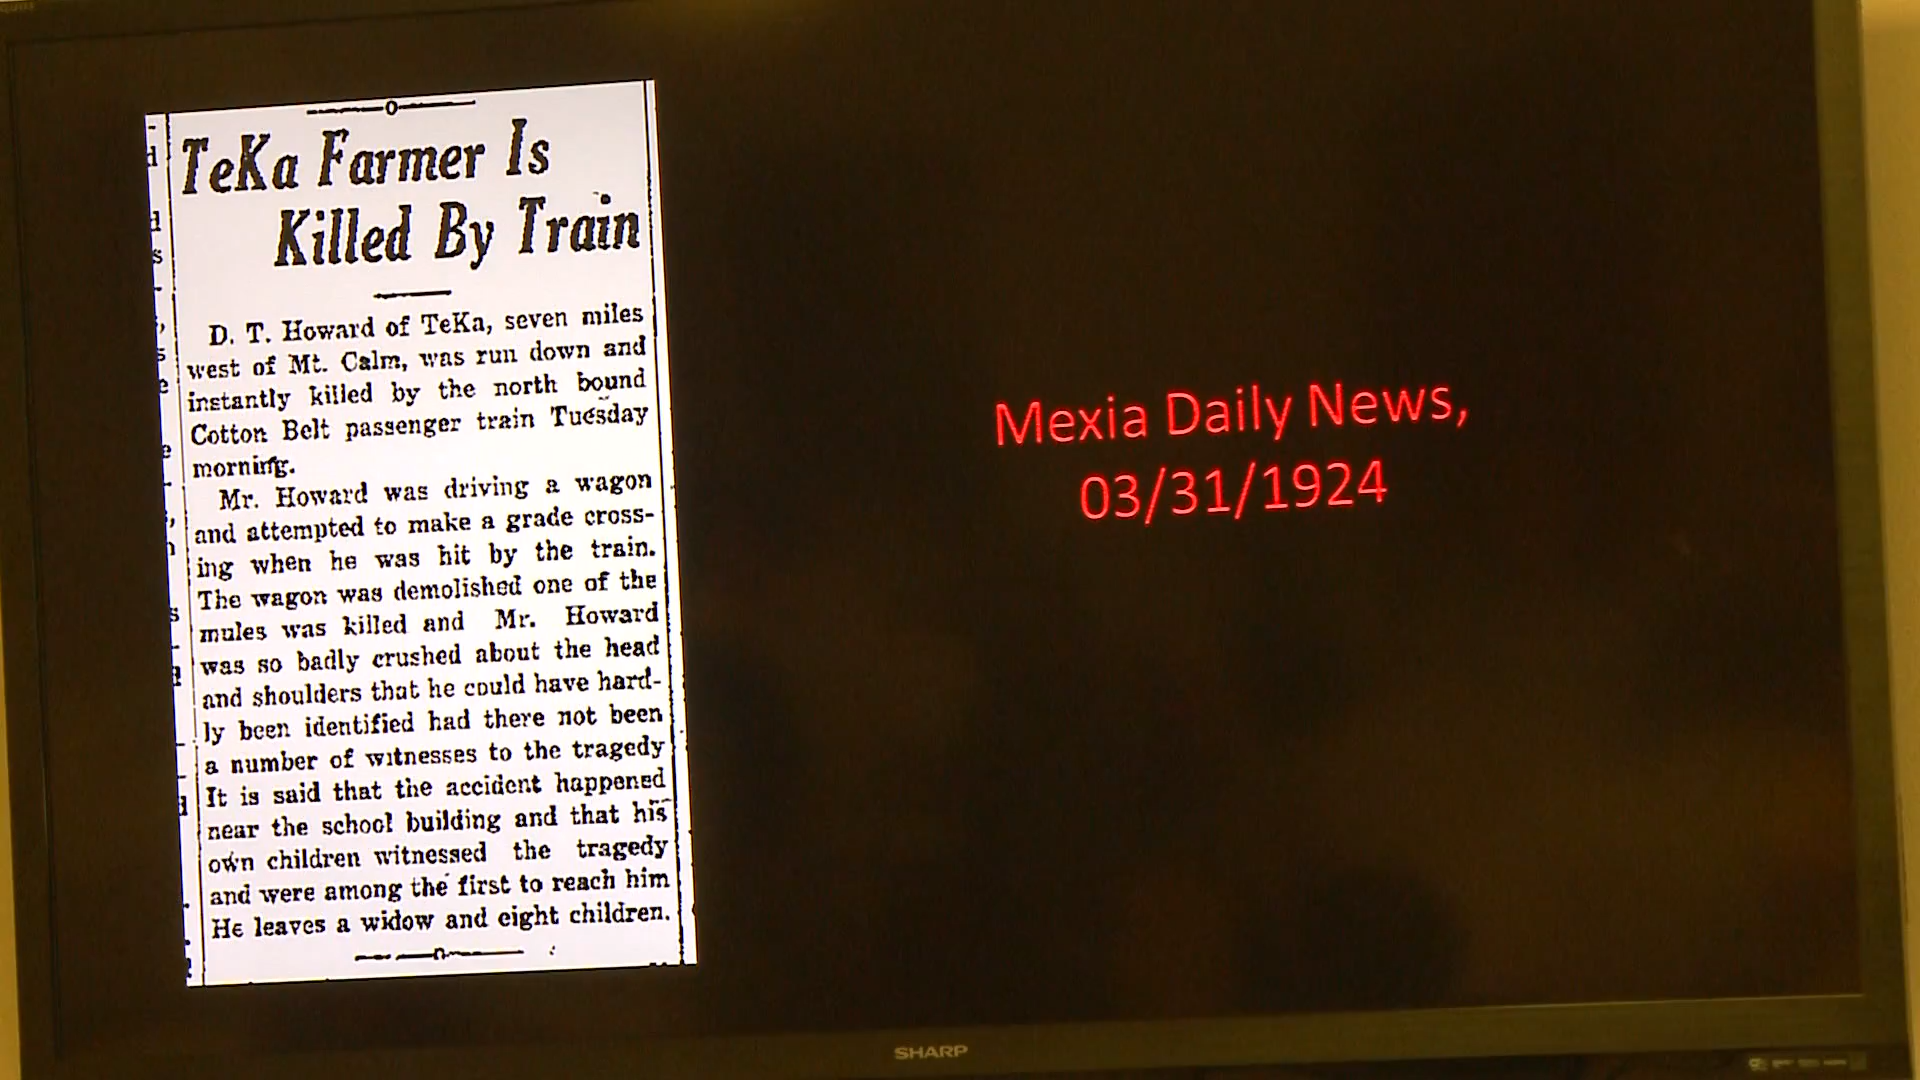 TeKa Farmer Is
Killed By Train
D. T. Howard of TeKa, seven miles
west of Mt. Calm, was run down and
instantly killed by the north bound
Cotton Belt passenger train Tuesday
morning.
Mr. Howard was driving a wagon
and attempted to make a grade cross-
ing when he was hit by the train.
The wagon was demolished one of the
mules was killed and Mr. Howard
was so badly crushed about the head
and shoulders that he could have hard-
ly been identified had there not been
a number of witnesses to the tragedy
It is said that the accident happened
near the school building and that his
own children witnessed the tragedy
and were among the first to reach him
He leaves a widow and eight children.
Mexia Daily News,
03/31/1924
SHARP